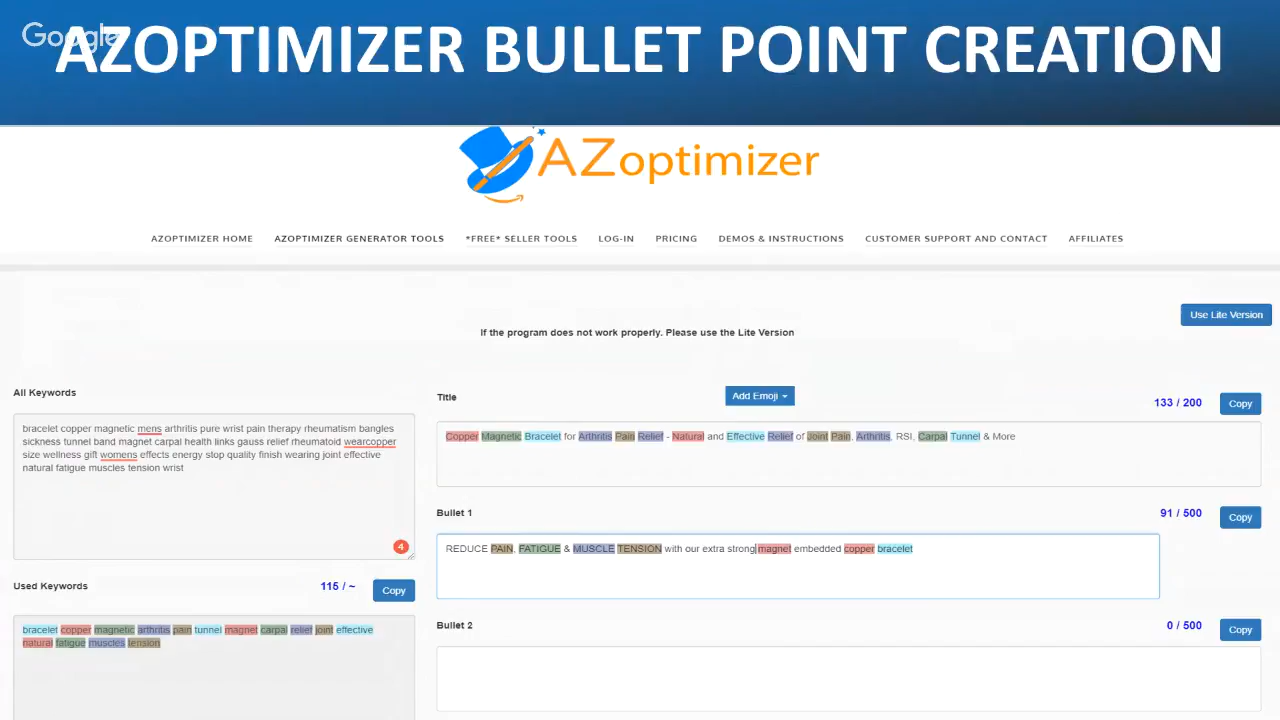 Google
AZOPTIMIZER BULLET POINT CREATION
AZoptimizer
AZOPTIMIZER HOME AZOPTIMIZER GENERATOR TOOLS *FREE* SELLER TOOLS LOG-IN PRICING DEMOS & INSTRUCTIONS CUSTOMER SUPPORT AND CONTACT AFFILIATES
Use Lite Version
If the program does not work properly. Please use the Lite Version
All Keywords
bracelet copper magnetic mens arthritis pure wrist pain therapy rheumatism bangles
sickness tunnel band magnet carpal health links gauss relief rheumatoid wearcopper
size wellness gift womens effects energy stop quality finish wearing joint effective
natural fatigue muscles tension wrist
4
Used Keywords 115 / ~ Copy
bracelet copper magnetic arthritis pain tunnel magnet carpal relief joint effective
natural fatigue muscles tension
Title Add Emoji 133 / 200 Copy
Copper Magnetic Bracelet for Arthritis Pain Relief - Natural and Effective Relief of Joint Pain, Arthritis, RSI, Carpal Tunnel & More
Bullet 1 91 / 500 Copy
REDUCE PAIN, FATIGUE & MUSCLE TENSION with our extra strong magnet embedded copper bracelet
Bullet 2 0 / 500 Copy